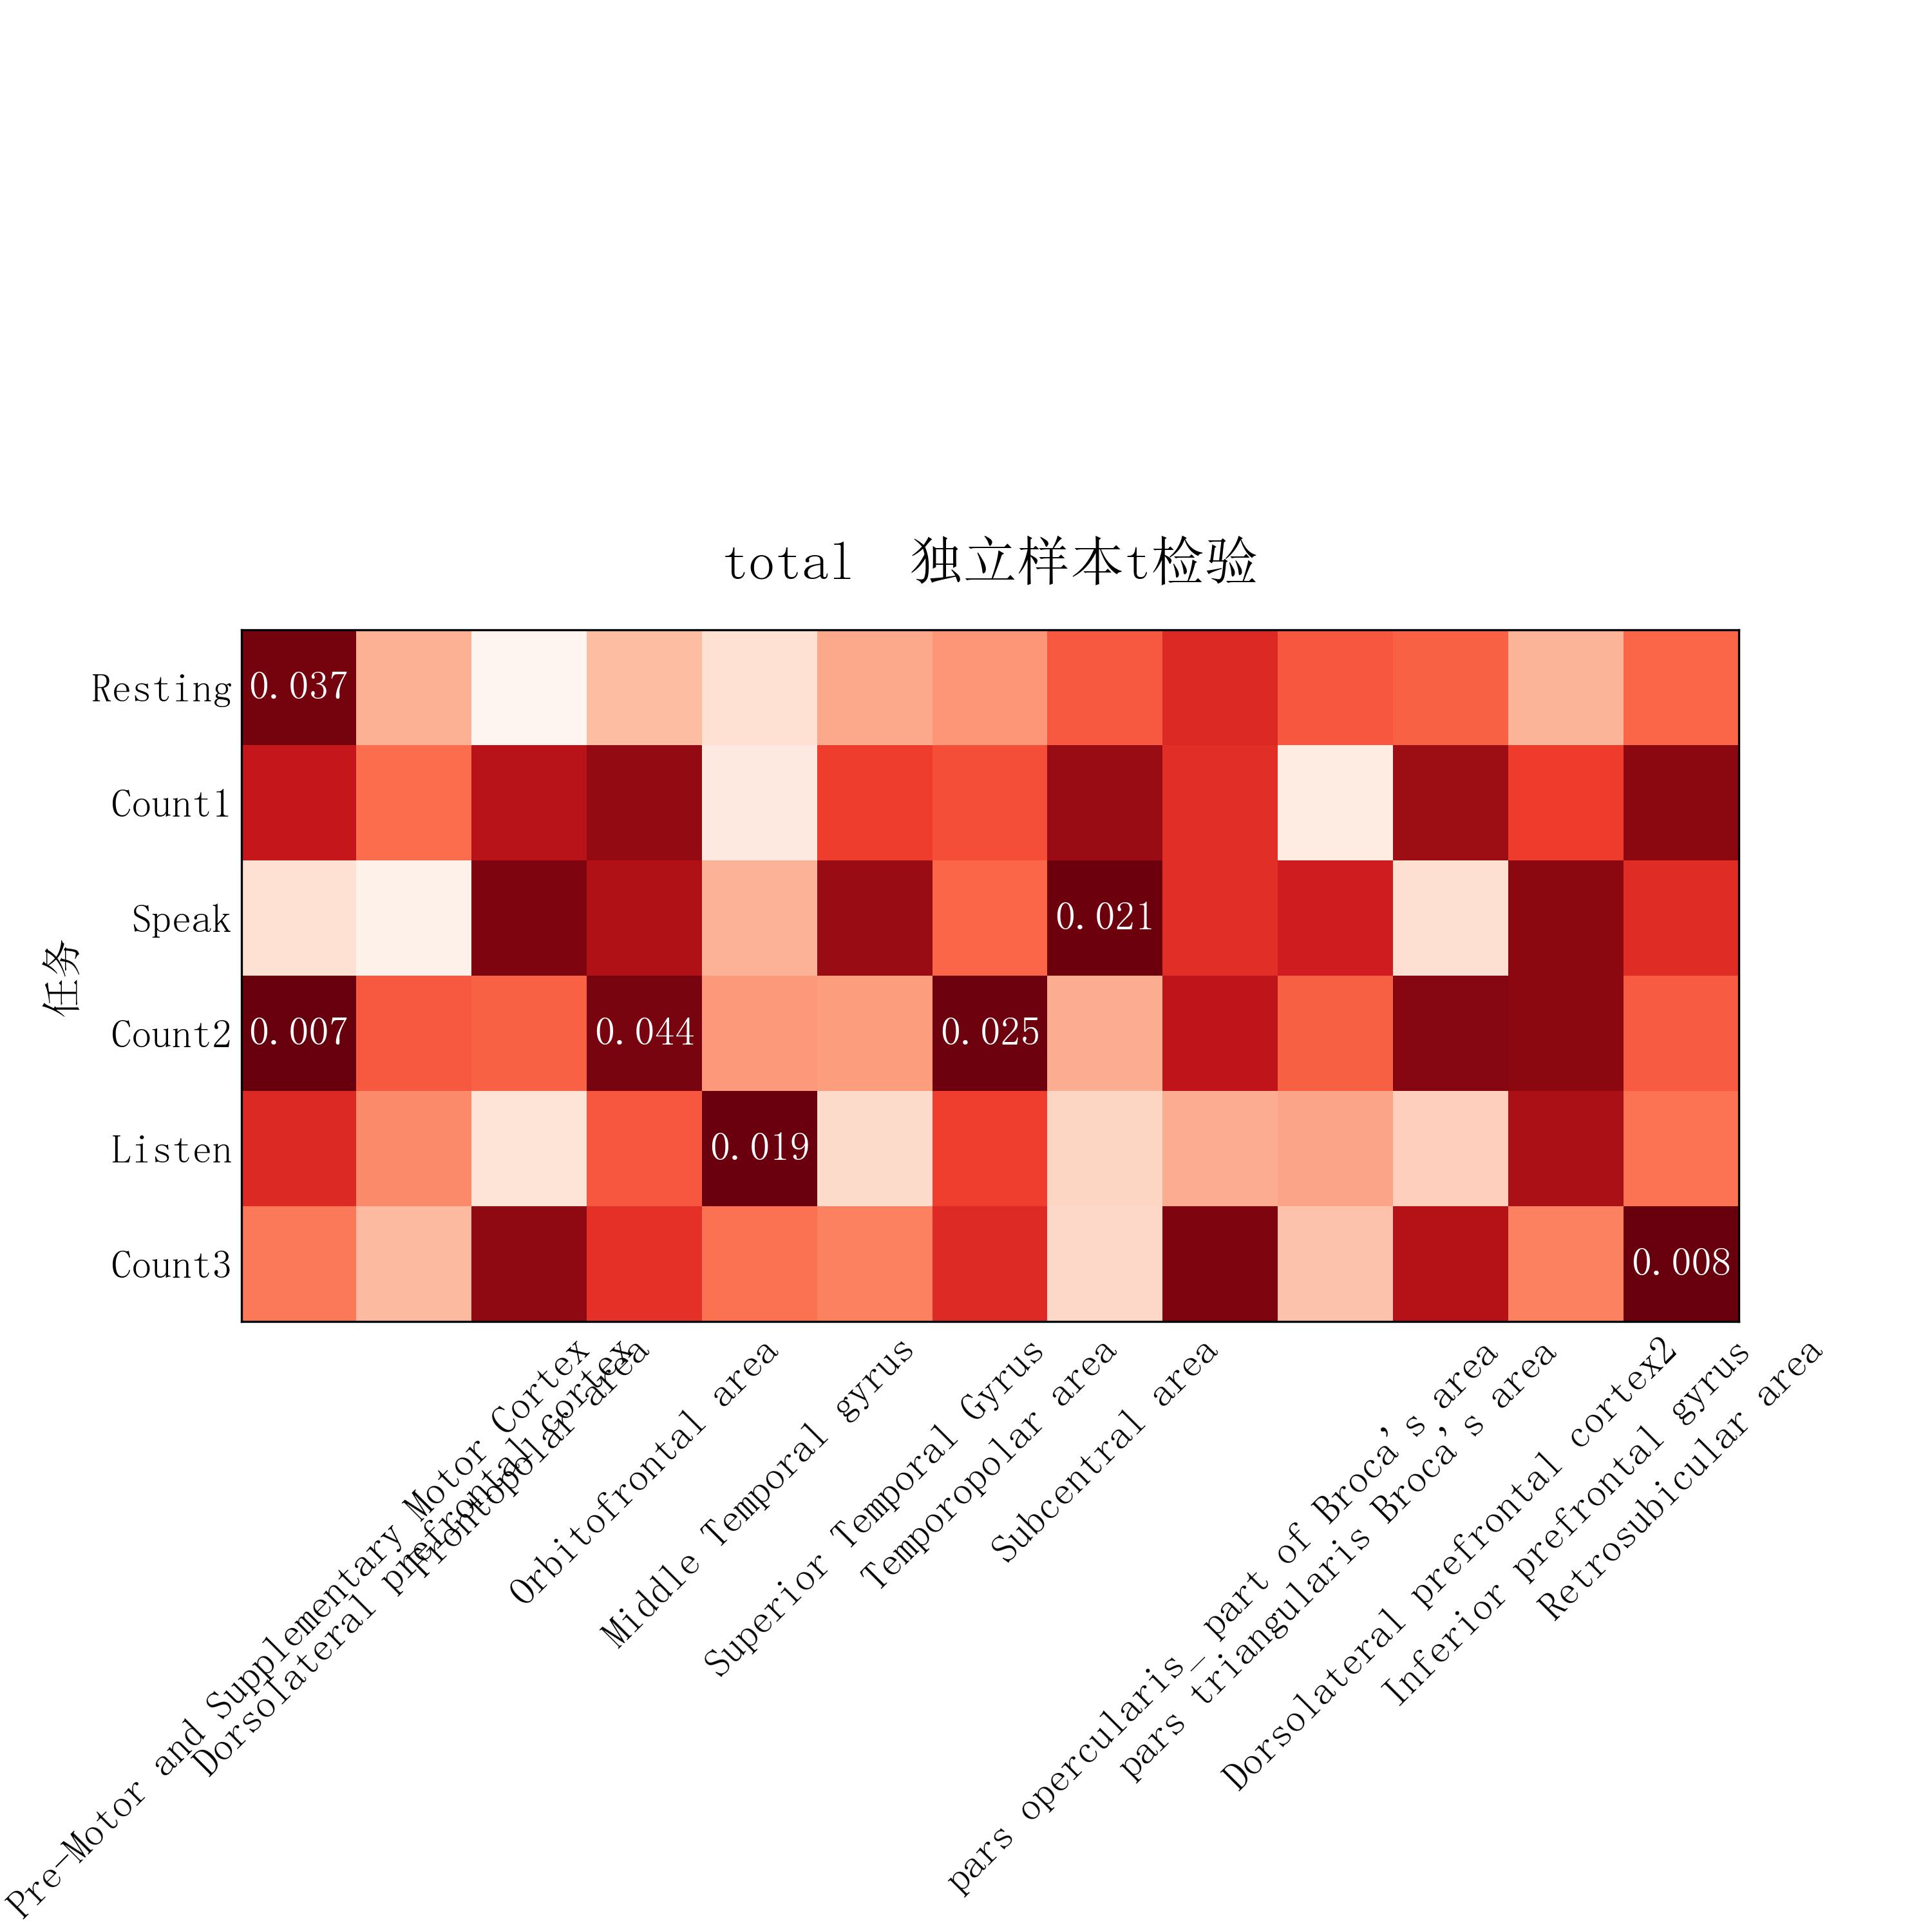 total  独立样本t检验
任务
Resting 0.037
Count1
Speak 0.021
Count2 0.007 0.044 0.025
Listen 0.019
Count3 0.008
Pre-Motor and Supplementary Motor Cortex
Dorsolateral prefrontal cortex
Frontopolar area
Orbitofrontal area
Middle Temporal gyrus
Superior Temporal Gyrus
Temporopolar area
Subcentral area
pars opercularis_ part of Broca's area
pars triangularis Broca's area
Dorsolateral prefrontal cortex2
Inferior prefrontal gyrus
Retrosubicular area